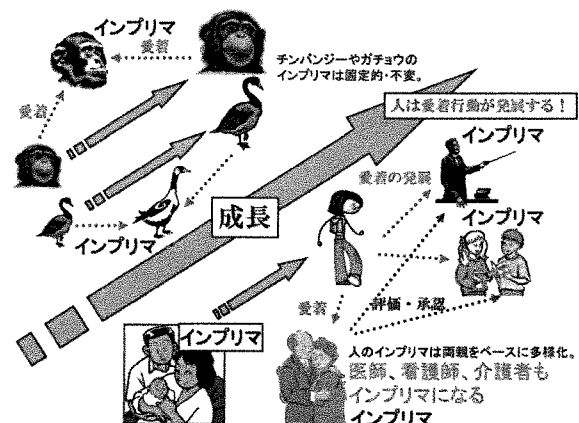 インプリマ
愛着
チンパンジーやガチョウの
インプリマは固定的・不変。
愛着
人は愛着行動が発展する！
インプリマ
愛着の発展
インプリマ
成長
インプリマ
愛着
評価・承認
インプリマ
人のインプリマは両親をベースに多様化。
医師、看護師、介護者も
インプリマになる
インプリマ